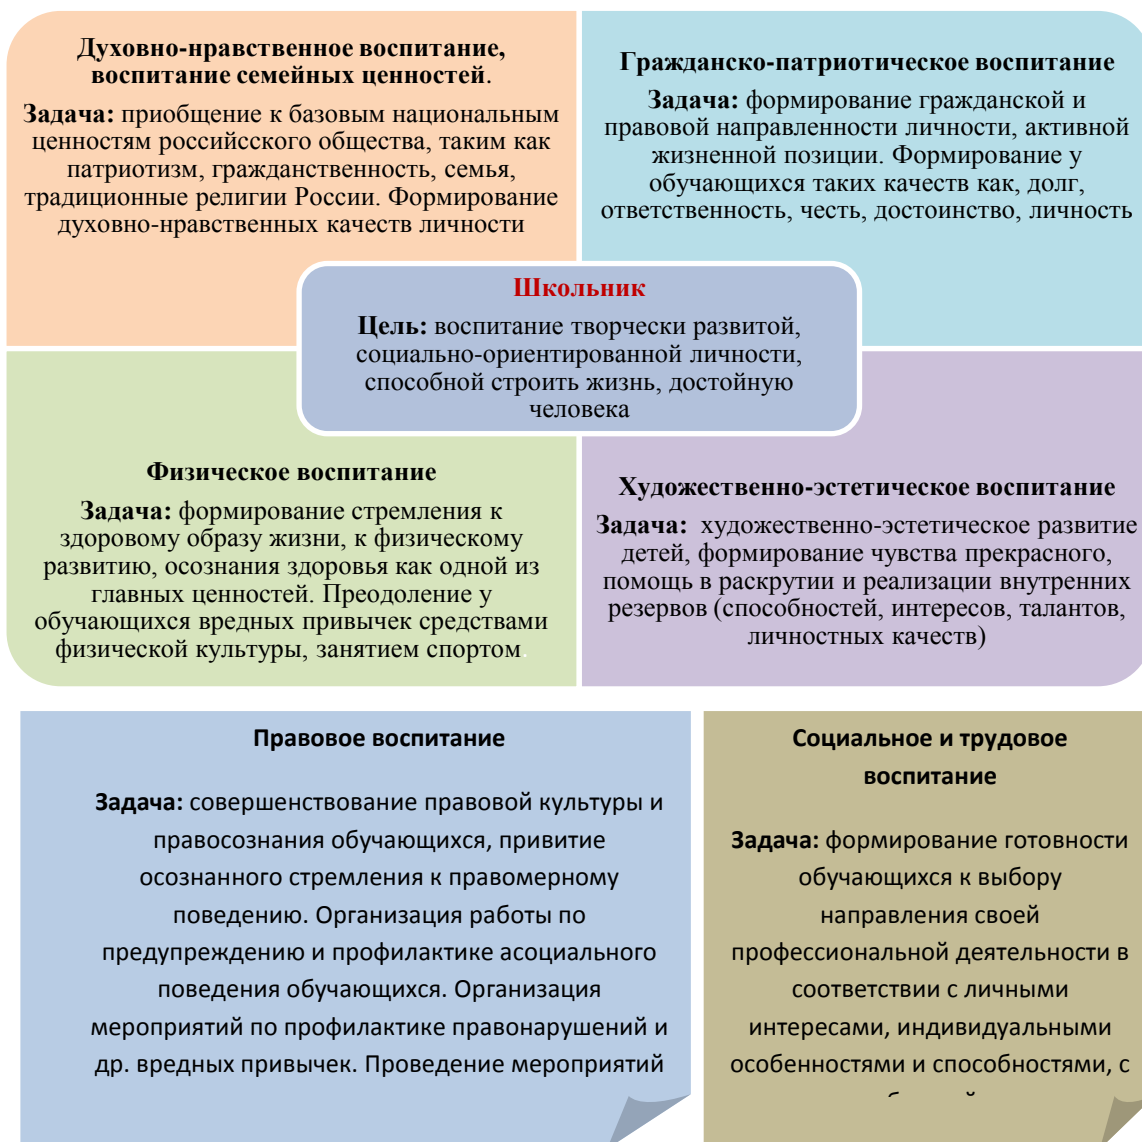 Духовно-нравственное воспитание,
воспитание семейных ценностей.
Задача: приобщение к базовым национальным
ценностям российсского общества, таким как
патриотизм, гражданственность, семья,
традиционные религии России. Формирование
духовно-нравственных качеств личности
Гражданско-патриотическое воспитание
Задача: формирование гражданской и
правовой направленности личности, активной
жизненной позиции. Формирование у
обучающихся таких качеств как, долг,
ответственность, честь, достоинство, личность
Школьник
Цель: воспитание творчески развитой,
социально-ориентированной личности,
способной строить жизнь, достойную
человека
Физическое воспитание
Задача: формирование стремления к
здоровому образу жизни, к физическому
развитию, осознания здоровья как одной из
главных ценностей. Преодоление у
обучающихся вредных привычек средствами
физической культуры, занятием спортом.
Художественно-эстетическое воспитание
Задача: художественно-эстетическое развитие
детей, формирование чувства прекрасного,
помощь в раскрутии и реализации внутренних
резервов (способностей, интересов, талантов,
личностных качеств)
Правовое воспитание
Задача: совершенствование правовой культуры и
правосознания обучающихся, привитие
осознанного стремления к правомерному
поведению. Организация работы по
предупреждению и профилактике асоциального
поведения обучающихся. Организация
мероприятий по профилактике правонарушений и
др. вредных привычек. Проведение мероприятий
Социальное и трудовое
воспитание
Задача: формирование готовности
обучающихся к выбору
направления своей
профессиональной деятельности в
соответствии с личными
интересами, индивидуальными
особенностями и способностями, с